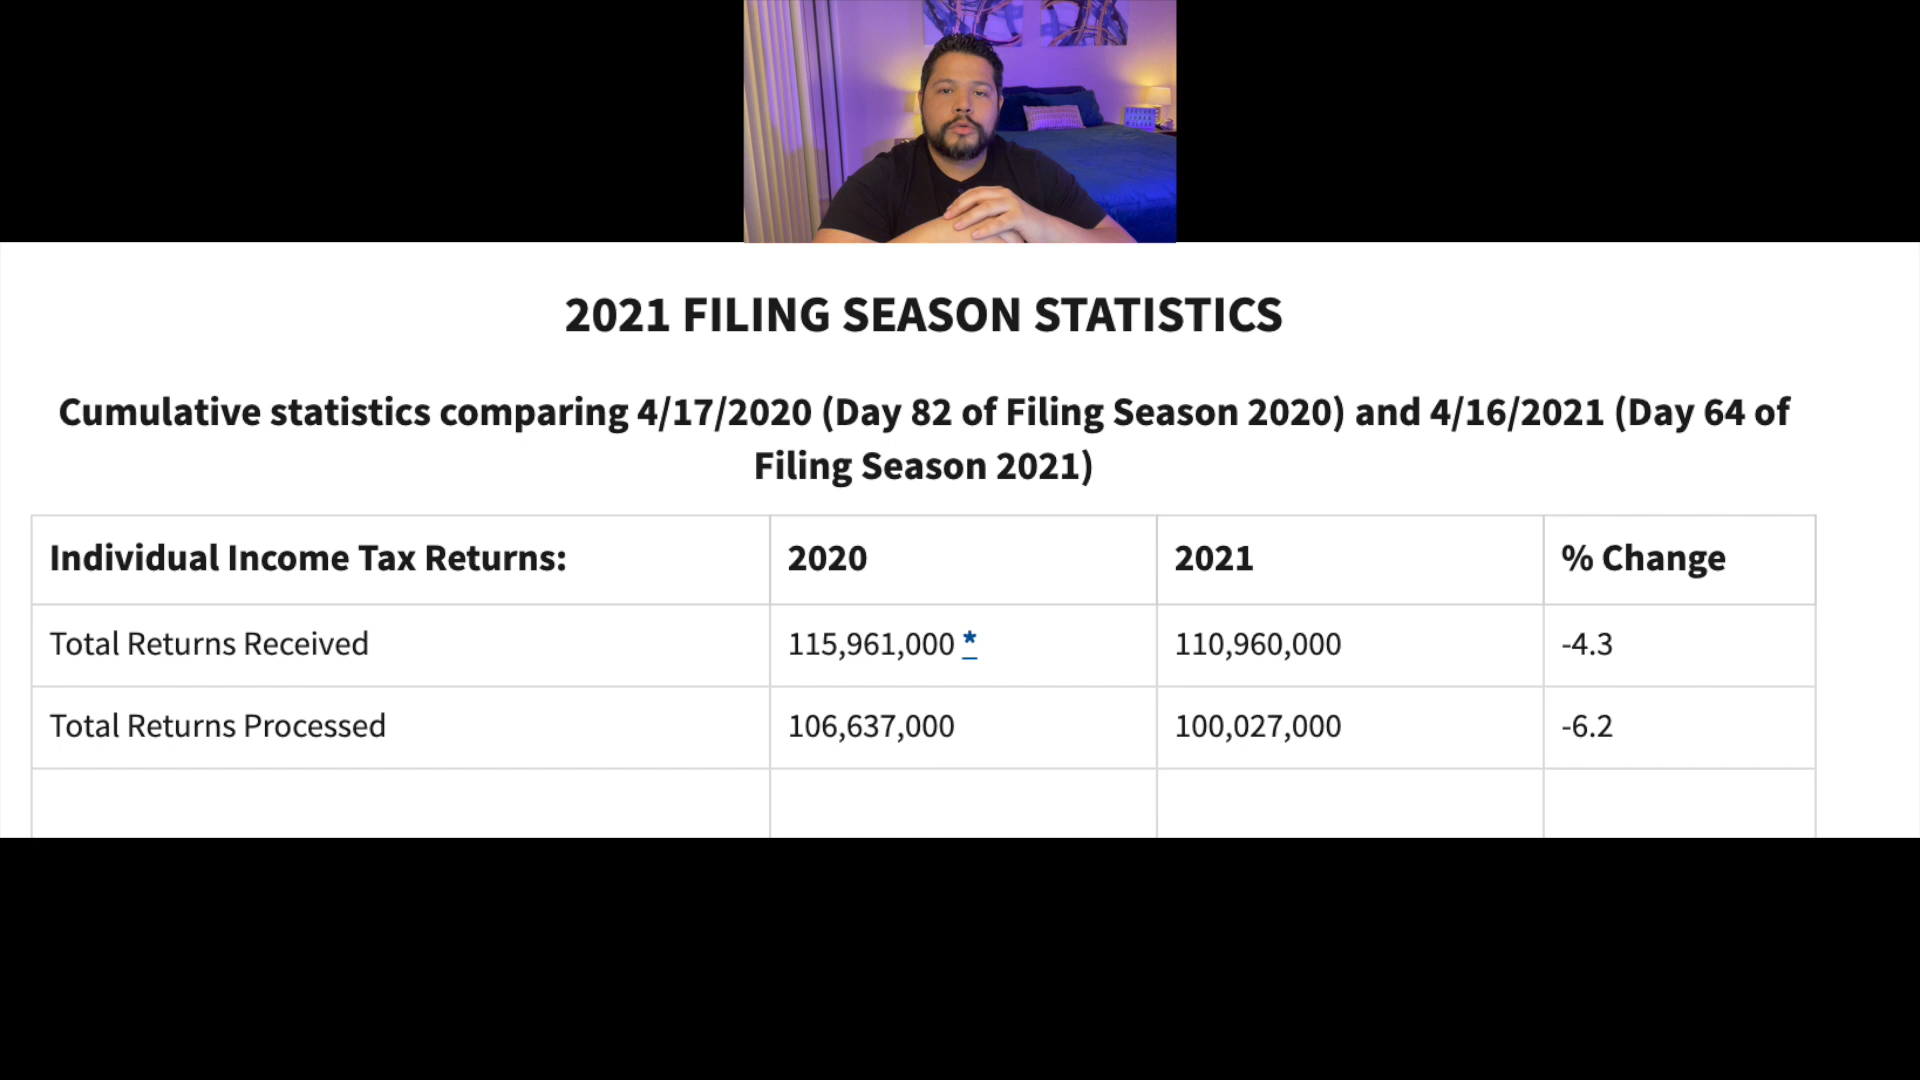 2021 FILING SEASON STATISTICS
Cumulative statistics comparing 4/17/2020 (Day 82 of Filing Season 2020) and 4/16/2021 (Day 64 of
Filing Season 2021)
Individual Income Tax Returns: 2020 2021 % Change
Total Returns Received 115,961,000 * 110,960,000 -4.3
Total Returns Processed 106,637,000 100,027,000 -6.2